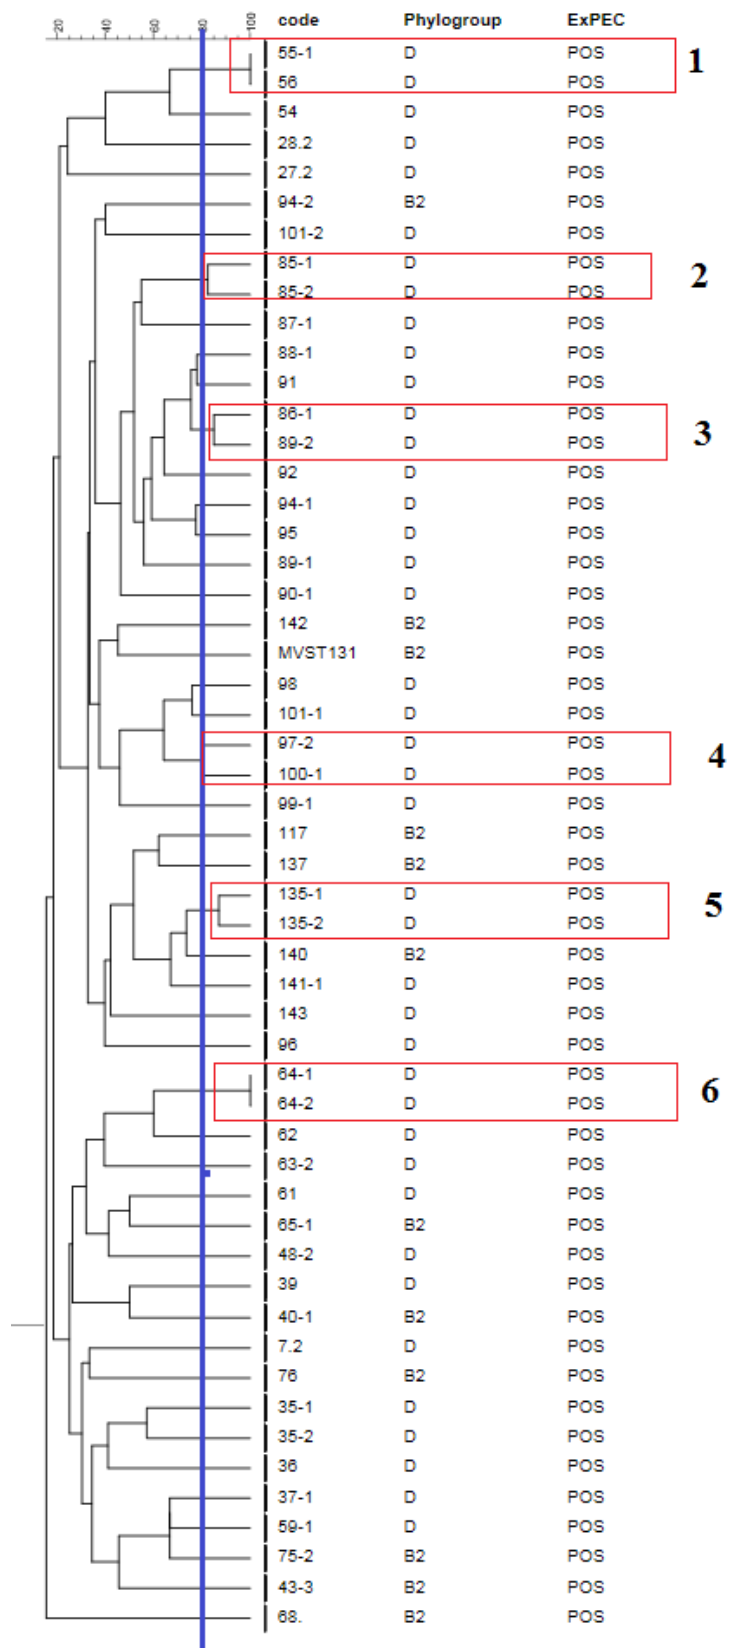 20 40 60 80 100 code Phylogroup ExPEC
55-1 D POS 1
56 D POS
54 D POS
28.2 D POS
27.2 D POS
94-2 B2 POS
101-2 D POS
85-1 D POS 2
85-2 D POS
87-1 D POS
88-1 D POS
91 D POS
86-1 D POS 3
89-2 D POS
92 D POS
94-1 D POS
95 D POS
89-1 D POS
90-1 D POS
142 B2 POS
MVST131 B2 POS
98 D POS
101-1 D POS
97-2 D POS 4
100-1 D POS
99-1 D POS
117 B2 POS
137 B2 POS
135-1 D POS 5
135-2 D POS
140 B2 POS
141-1 D POS
143 D POS
96 D POS
64-1 D POS 6
64-2 D POS
62 D POS
63-2 D POS
61 D POS
65-1 B2 POS
48-2 D POS
39 D POS
40-1 B2 POS
7.2 D POS
76 B2 POS
35-1 D POS
35-2 D POS
36 D POS
37-1 D POS
59-1 D POS
75-2 B2 POS
43-3 B2 POS
68. B2 POS